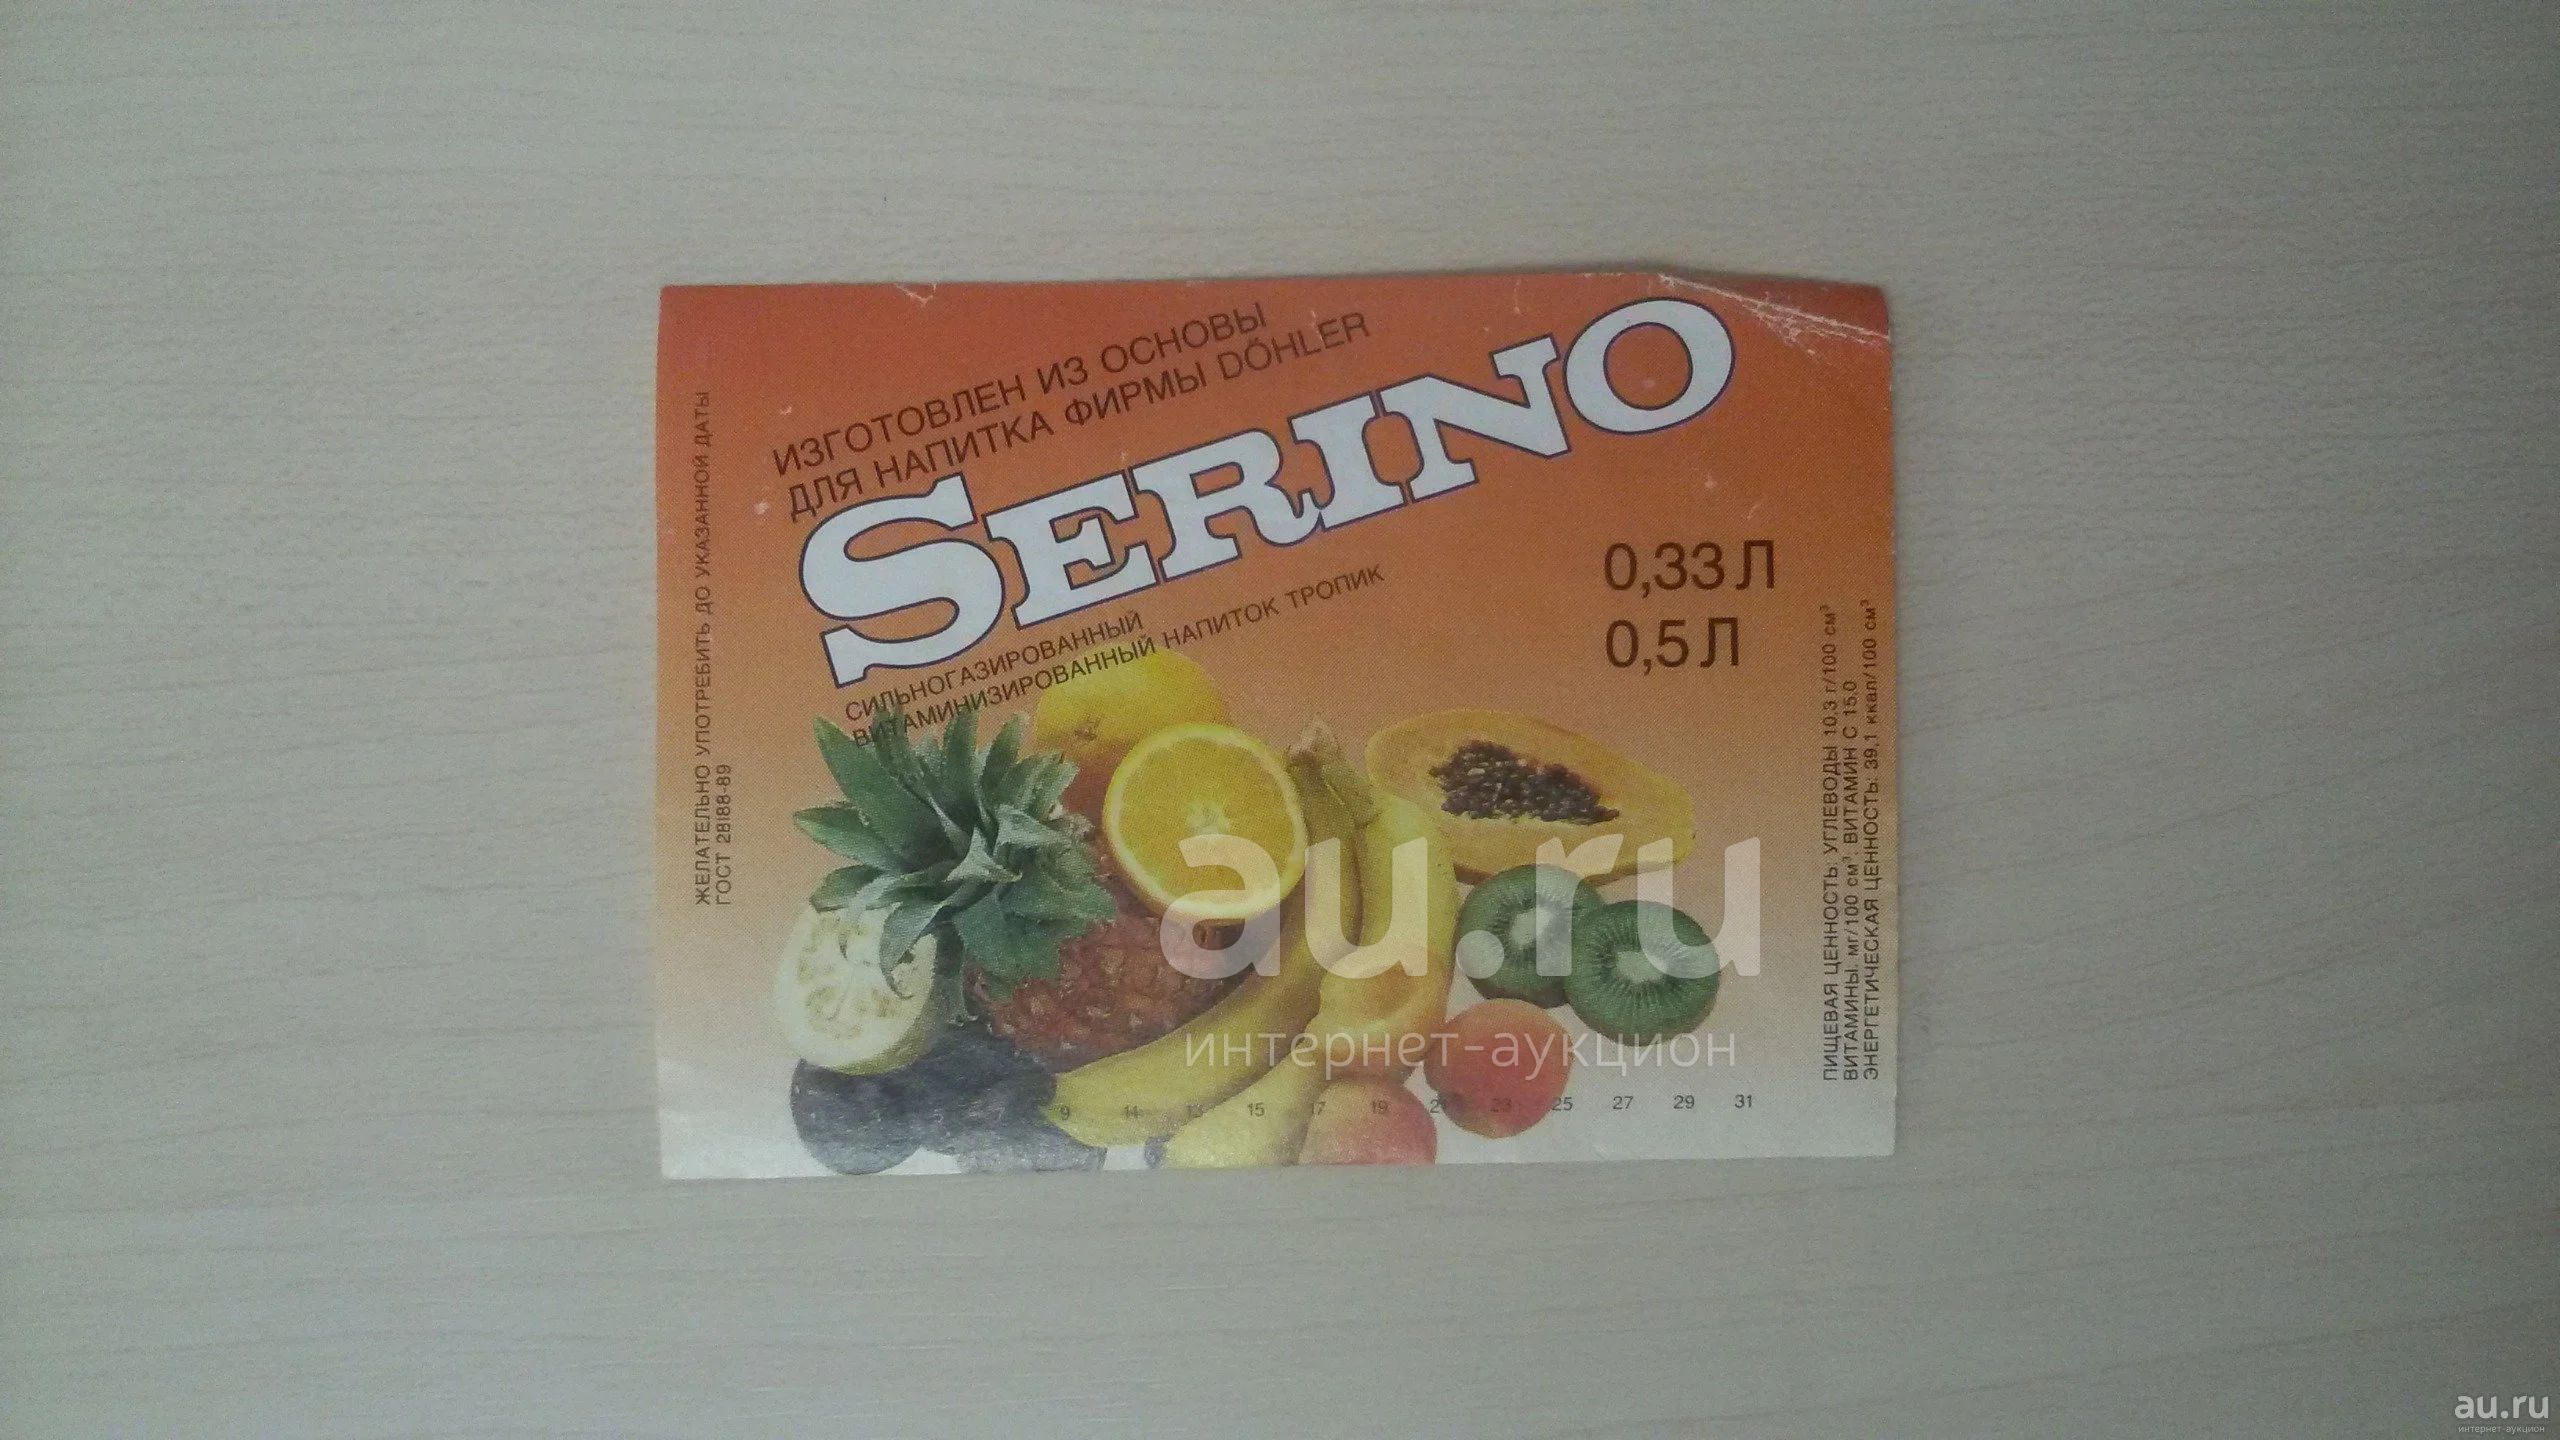 ИЗГОТОВЛЕН ИЗ ОСНОВЫ
ДЛЯ НАПИТКА ФИРМЫ DÖHLER
SERINO
СИЛЬНОГАЗИРОВАННЫЙ
ВИТАМИНИЗИРОВАННЫЙ НАПИТОК ТРОПИК
0,33 Л
0,5 Л
ЖЕЛАТЕЛЬНО УПОТРЕБИТЬ ДО УКАЗАННОЙ ДАТЫ
ГОСТ 28188-89
ПИЩЕВАЯ ЦЕННОСТЬ: УГЛЕВОДЫ 10,3 г/100 см³
ВИТАМИНЫ, мг/100 см³: ВИТАМИН С 15,0
ЭНЕРГЕТИЧЕСКАЯ ЦЕННОСТЬ: 39,1 ккал/100 см³
9 11 13 15 17 19 21 23 25 27 29 31
au.ru
интернет-аукцион
au.ru
интернет-аукцион